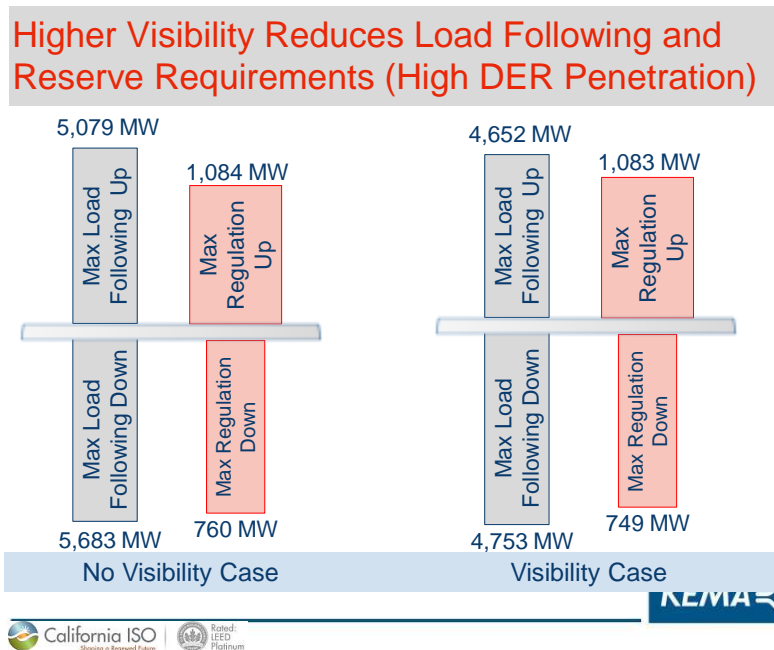 Higher Visibility Reduces Load Following and
Reserve Requirements (High DER Penetration)
5,079 MW
1,084 MW
Max Load
Following Up
Max
Regulation
Up
Max Load
Following Down
Max Regulation
Down
5,683 MW
760 MW
No Visibility Case
4,652 MW
1,083 MW
Max Load
Following Up
Max
Regulation
Up
Max Load
Following Down
Max Regulation
Down
4,753 MW
749 MW
Visibility Case
KEMA
California ISO
Shaping a Renewed Future
Rated:
LEED
Platinum